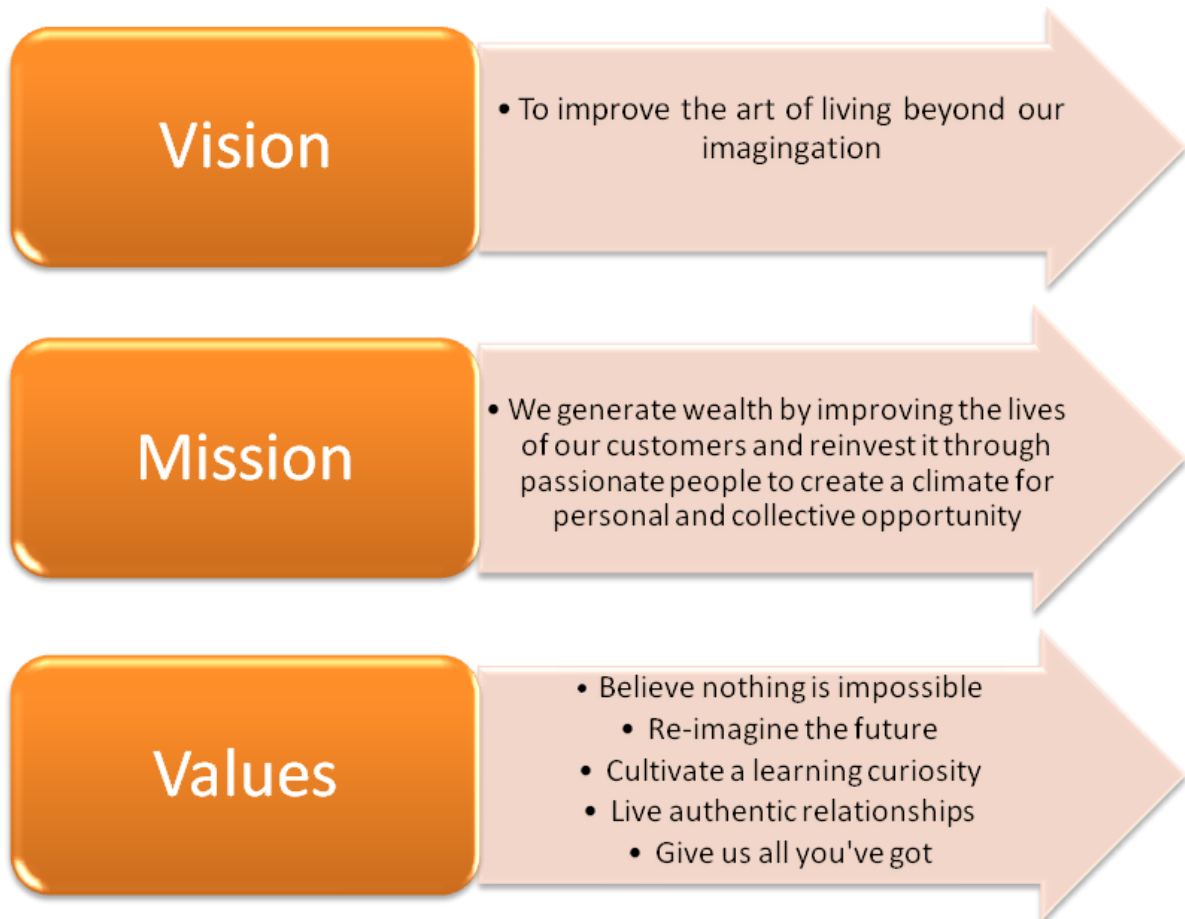 Vision
• To improve the art of living beyond our
imagingation
Mission
• We generate wealth by improving the lives
of our customers and reinvest it through
passionate people to create a climate for
personal and collective opportunity
Values
• Believe nothing is impossible
• Re-imagine the future
• Cultivate a learning curiosity
• Live authentic relationships
• Give us all you've got